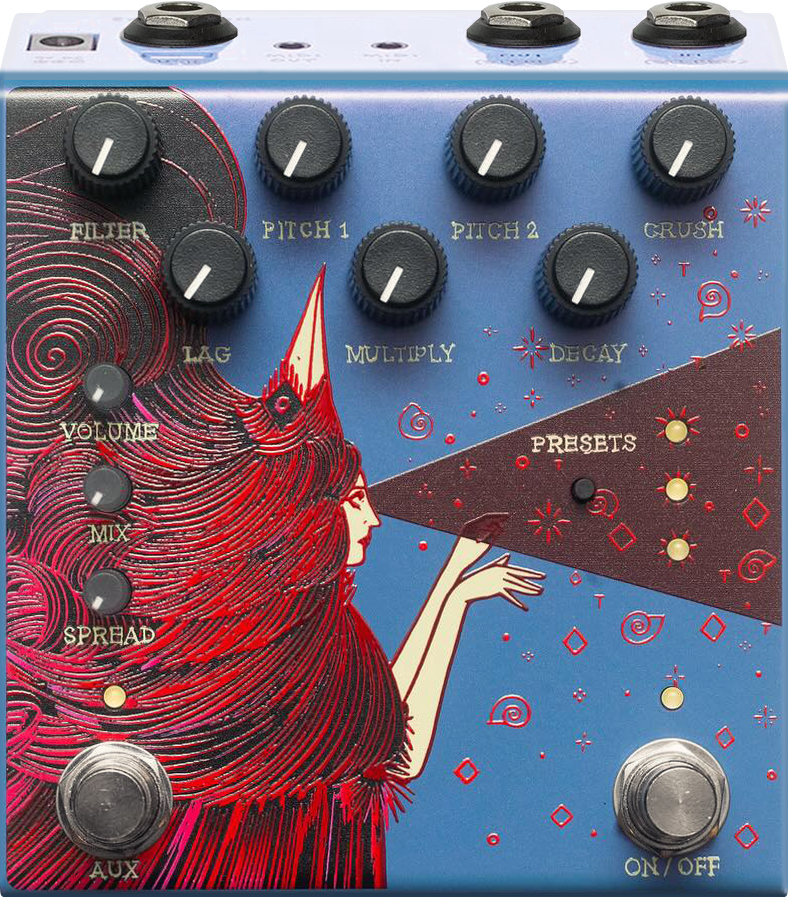 FILTER
PITCH 1
PITCH 2
CRUSH
LAG
MULTIPLY
DECAY
VOLUME
PRESETS
MIX
SPREAD
AUX
ON/OFF